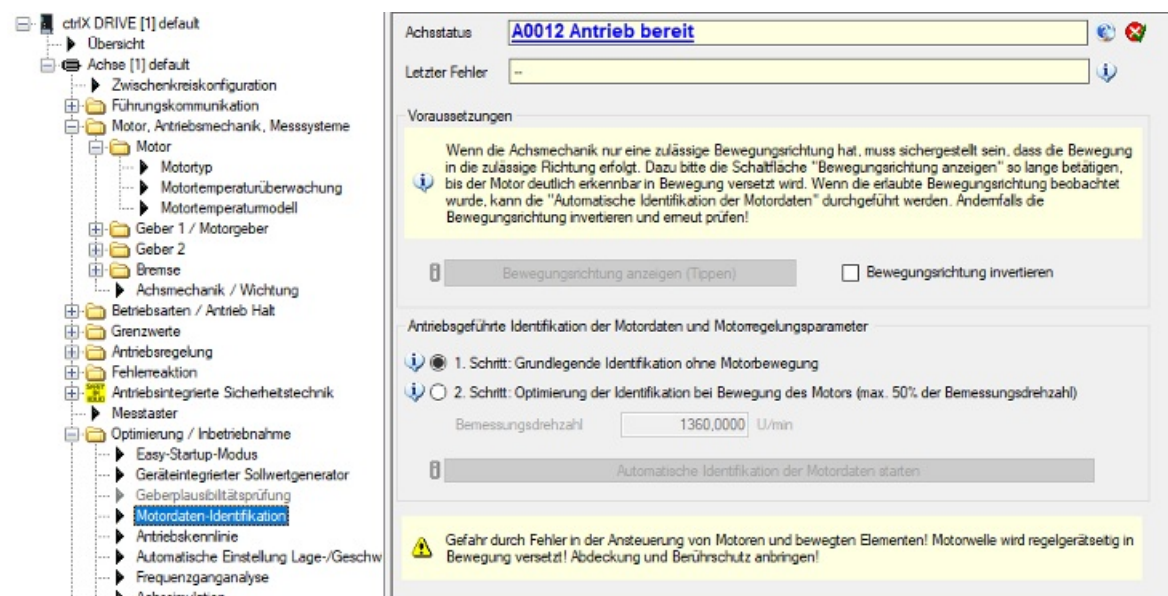 ctrlX DRIVE [1] default
Übersicht
Achse [1] default
Zwischenkreiskonfiguration
Führungskommunikation
Motor, Antriebsmechanik, Messsysteme
Motor
Motortyp
Motortemperaturüberwachung
Motortemperaturmodell
Geber 1 / Motorgeber
Geber 2
Bremse
Achsmechanik / Wichtung
Betriebsarten / Antrieb Halt
Grenzwerte
Antriebsregelung
Fehlerreaktion
Antriebsintegrierte Sicherheitstechnik
Messtaster
Optimierung / Inbetriebnahme
Easy-Startup-Modus
Geräteintegrierter Sollwertgenerator
Geberplausibilitätsprüfung
Motordaten-Identifikation
Antriebskennlinie
Automatische Einstellung Lage-/Geschw
Frequenzganganalyse
Achssimulation
Achsstatus
A0012 Antrieb bereit
Letzter Fehler
--
Voraussetzungen
Wenn die Achsmechanik nur eine zulässige Bewegungsrichtung hat, muss sichergestellt sein, dass die Bewegung
in die zulässige Richtung erfolgt. Dazu bitte die Schaltfläche "Bewegungsrichtung anzeigen" so lange betätigen,
bis der Motor deutlich erkennbar in Bewegung versetzt wird. Wenn die erlaubte Bewegungsrichtung beobachtet
wurde, kann die "Automatische Identifikation der Motordaten" durchgeführt werden. Andernfalls die
Bewegungsrichtung invertieren und erneut prüfen!
Bewegungsrichtung anzeigen (Tippen)
Bewegungsrichtung invertieren
Antriebsgeführte Identifikation der Motordaten und Motorregelungsparameter
1. Schritt: Grundlegende Identifikation ohne Motorbewegung
2. Schritt: Optimierung der Identifikation bei Bewegung des Motors (max. 50% der Bemessungsdrehzahl)
Bemessungsdrehzahl 1360,0000 U/min
Automatische Identifikation der Motordaten starten
Gefahr durch Fehler in der Ansteuerung von Motoren und bewegten Elementen! Motorwelle wird regelgerätseitig in
Bewegung versetzt! Abdeckung und Berührschutz anbringen!